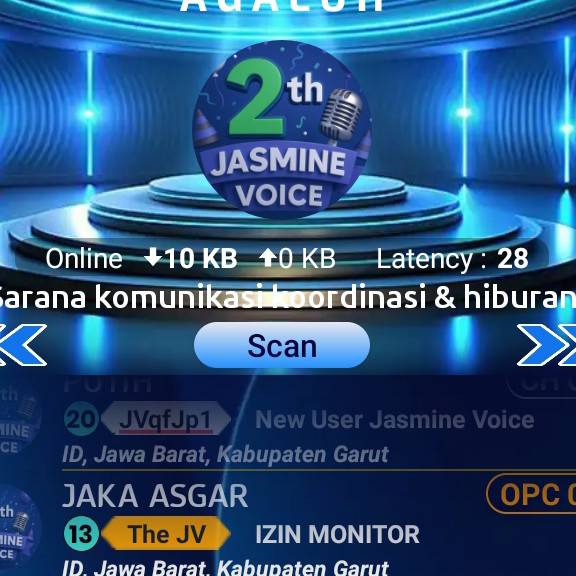 2th
JASMINE
VOICE
Online 10 KB 0 KB Latency : 28
Sarana komunikasi koordinasi & hiburan
Scan
PUTIH
20 JVqfJp1 New User Jasmine Voice
ID, Jawa Barat, Kabupaten Garut
JAKA ASGAR OPC
13 The JV IZIN MONITOR
ID, Jawa Barat, Kabupaten Garut